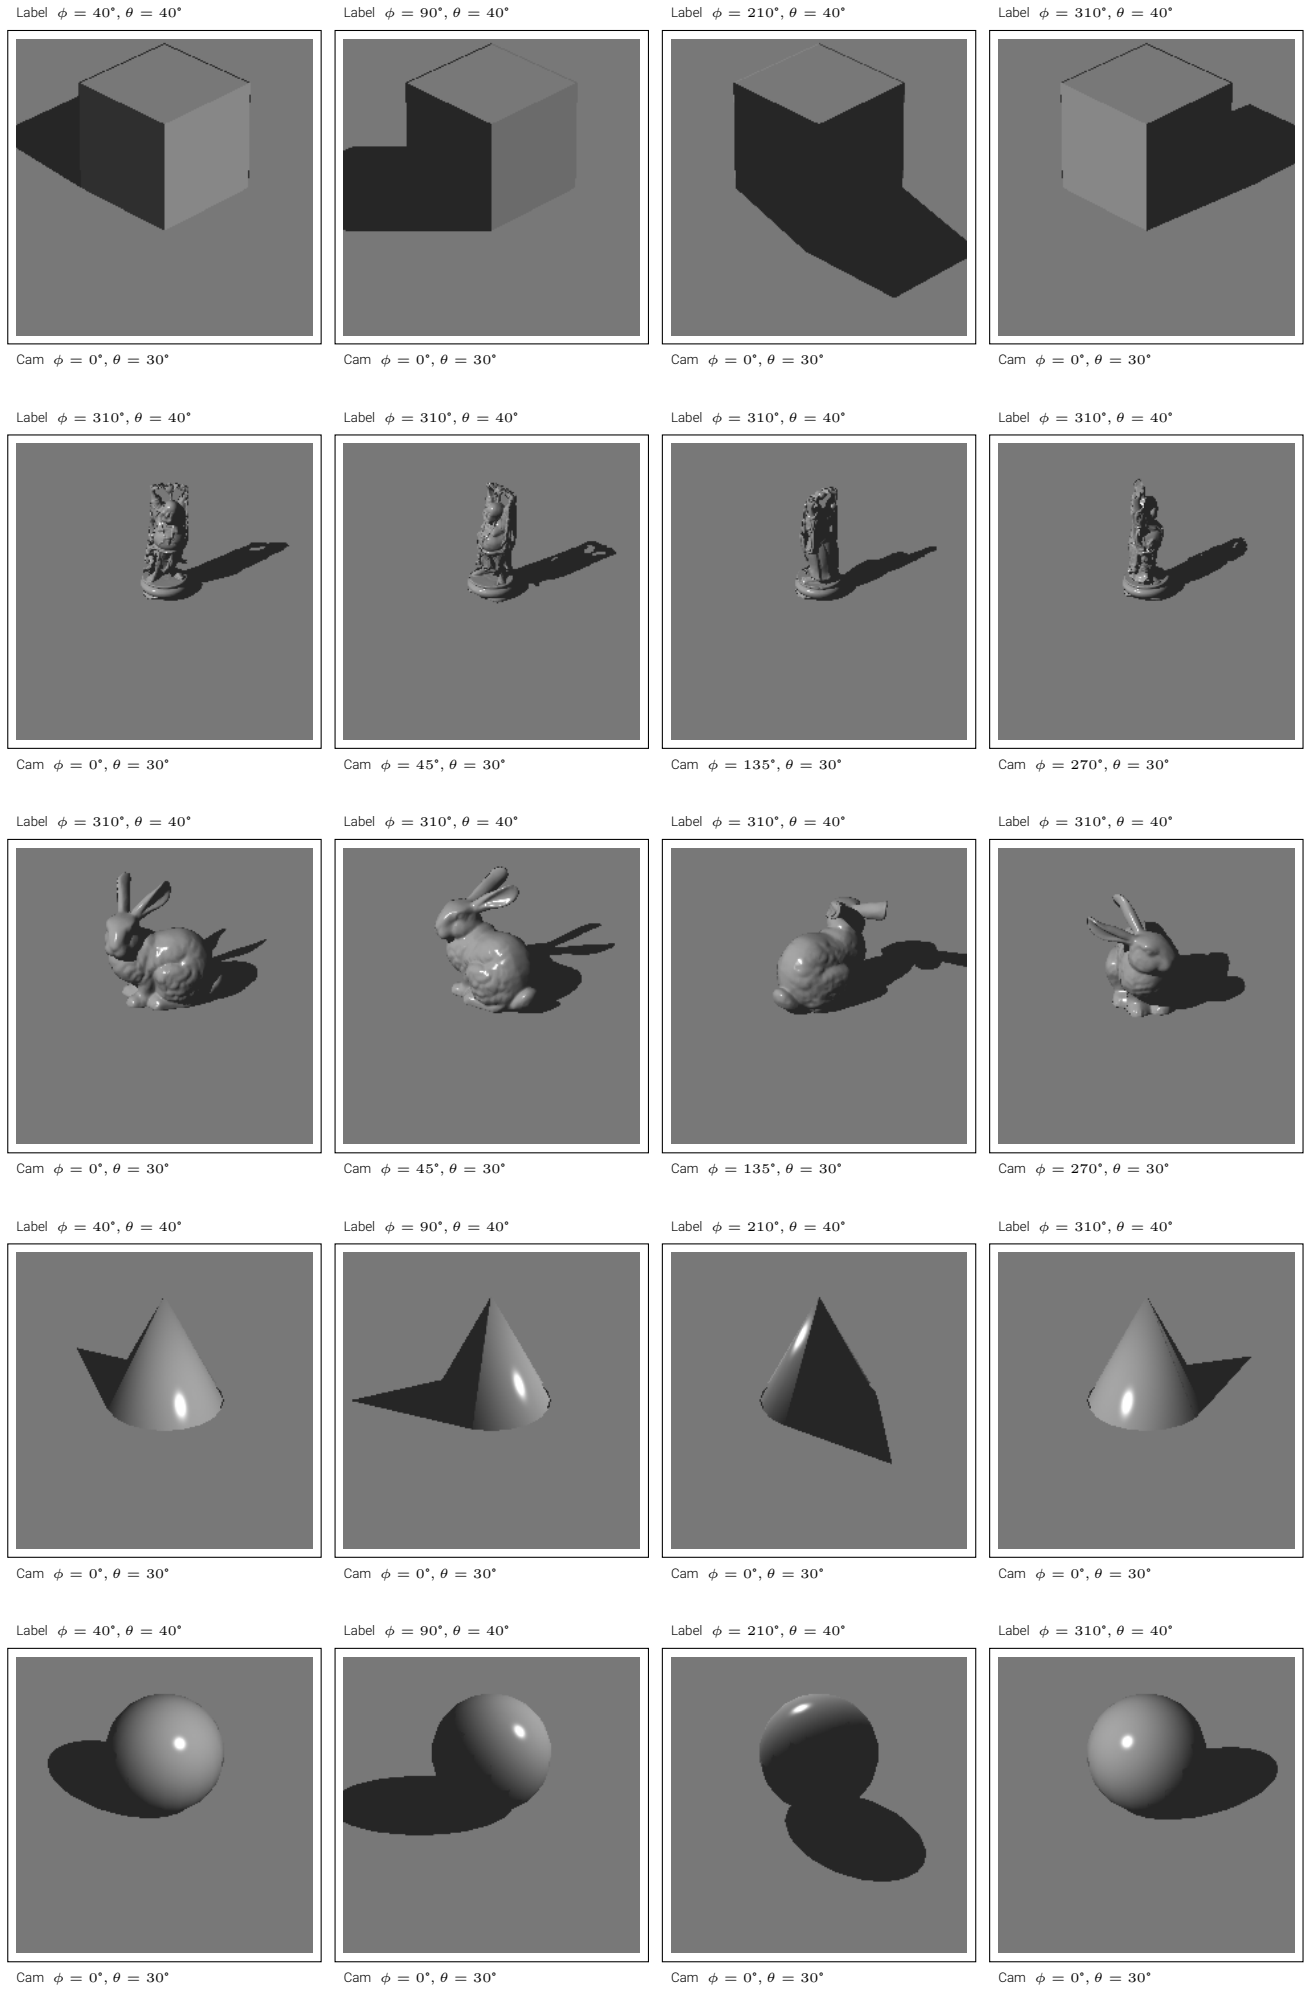 Label ϕ = 40°, θ = 40°
Label ϕ = 90°, θ = 40°
Label ϕ = 210°, θ = 40°
Label ϕ = 310°, θ = 40°
Cam ϕ = 0°, θ = 30°
Cam ϕ = 0°, θ = 30°
Cam ϕ = 0°, θ = 30°
Cam ϕ = 0°, θ = 30°
Label ϕ = 310°, θ = 40°
Label ϕ = 310°, θ = 40°
Label ϕ = 310°, θ = 40°
Label ϕ = 310°, θ = 40°
Cam ϕ = 0°, θ = 30°
Cam ϕ = 45°, θ = 30°
Cam ϕ = 135°, θ = 30°
Cam ϕ = 270°, θ = 30°
Label ϕ = 310°, θ = 40°
Label ϕ = 310°, θ = 40°
Label ϕ = 310°, θ = 40°
Label ϕ = 310°, θ = 40°
Cam ϕ = 0°, θ = 30°
Cam ϕ = 45°, θ = 30°
Cam ϕ = 135°, θ = 30°
Cam ϕ = 270°, θ = 30°
Label ϕ = 40°, θ = 40°
Label ϕ = 90°, θ = 40°
Label ϕ = 210°, θ = 40°
Label ϕ = 310°, θ = 40°
Cam ϕ = 0°, θ = 30°
Cam ϕ = 0°, θ = 30°
Cam ϕ = 0°, θ = 30°
Cam ϕ = 0°, θ = 30°
Label ϕ = 40°, θ = 40°
Label ϕ = 90°, θ = 40°
Label ϕ = 210°, θ = 40°
Label ϕ = 310°, θ = 40°
Cam ϕ = 0°, θ = 30°
Cam ϕ = 0°, θ = 30°
Cam ϕ = 0°, θ = 30°
Cam ϕ = 0°, θ = 30°